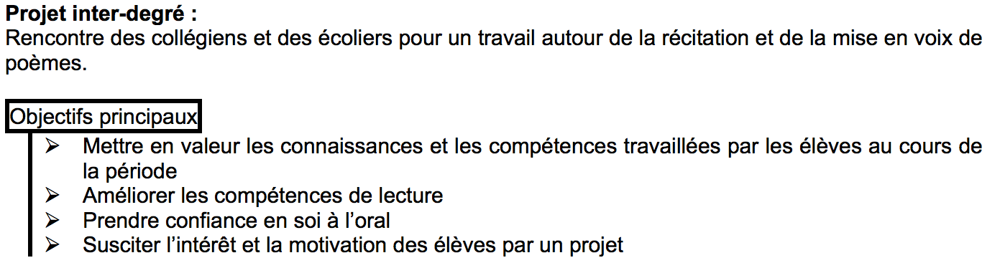 Projet inter-degré :
Rencontre des collégiens et des écoliers pour un travail autour de la récitation et de la mise en voix de
poèmes.
Objectifs principaux
➢ Mettre en valeur les connaissances et les compétences travaillées par les élèves au cours de
la période
➢ Améliorer les compétences de lecture
➢ Prendre confiance en soi à l’oral
➢ Susciter l’intérêt et la motivation des élèves par un projet